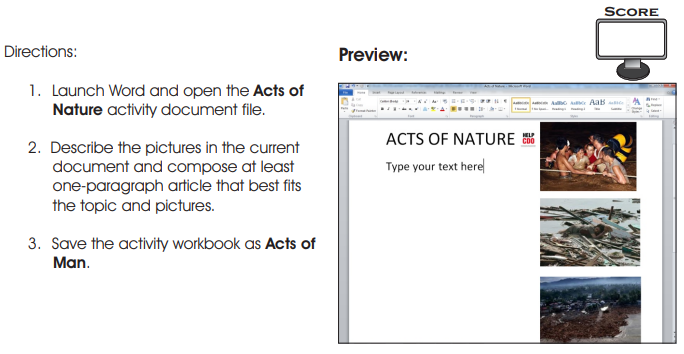 SCORE
Directions:
Preview:
1. Launch Word and open the Acts of
Nature activity document file.
2. Describe the pictures in the current
document and compose at least
one-paragraph article that best fits
the topic and pictures.
3. Save the activity workbook as Acts of
Man.
ACTS OF NATURE HELP CDO
Type your text here